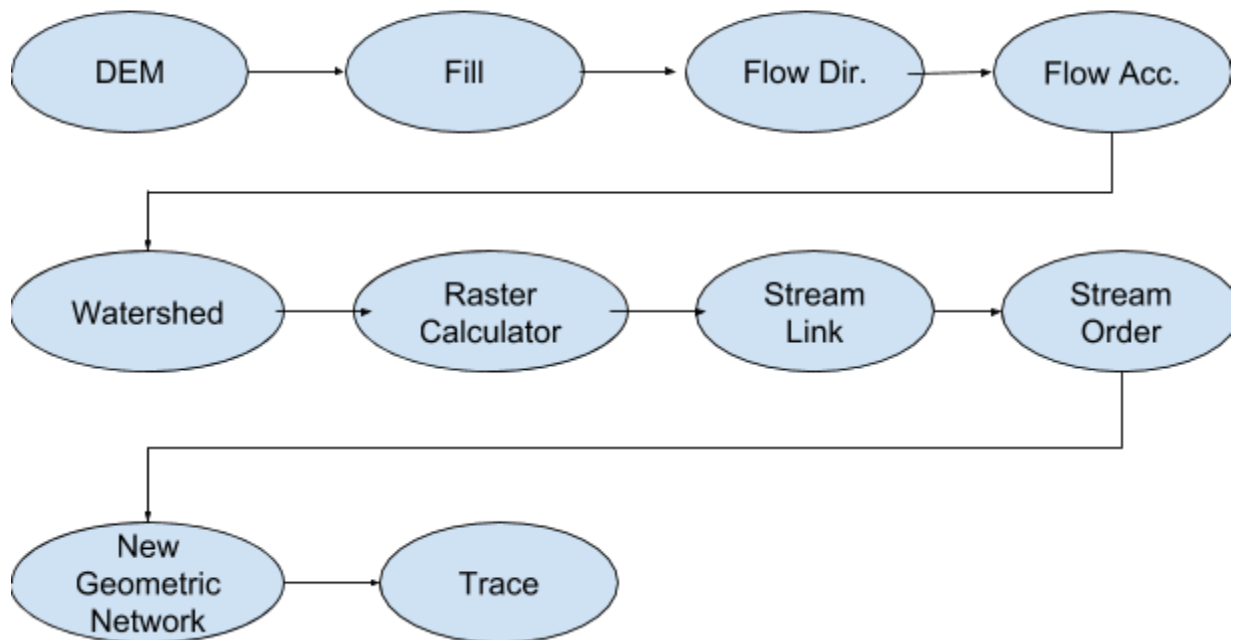 DEM
Fill
Flow Dir.
Flow Acc.
Watershed
Raster
Calculator
Stream
Link
Stream
Order
New
Geometric
Network
Trace